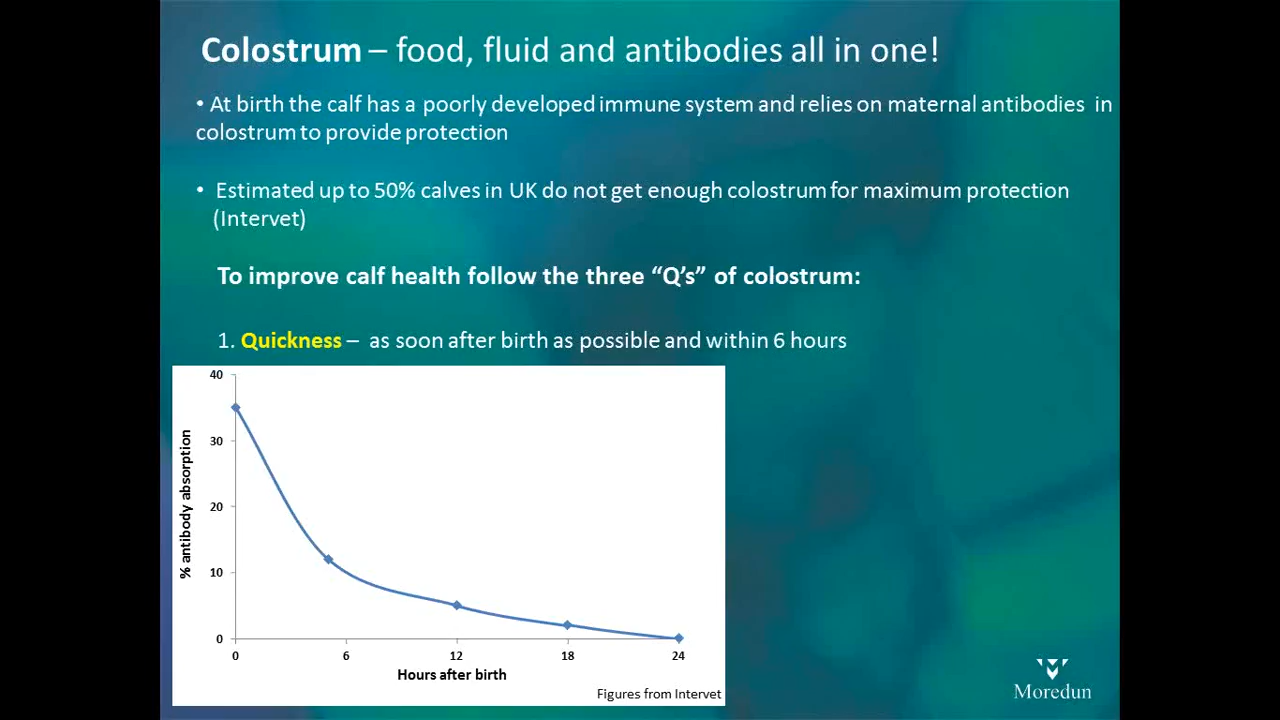 Colostrum – food, fluid and antibodies all in one!
• At birth the calf has a poorly developed immune system and relies on maternal antibodies in
colostrum to provide protection
• Estimated up to 50% calves in UK do not get enough colostrum for maximum protection
(Intervet)
To improve calf health follow the three “Q’s” of colostrum:
1. Quickness – as soon after birth as possible and within 6 hours
40
30
20
10
0
% antibody absorption
0 6 12 18 24
Hours after birth
Figures from Intervet
Moredun